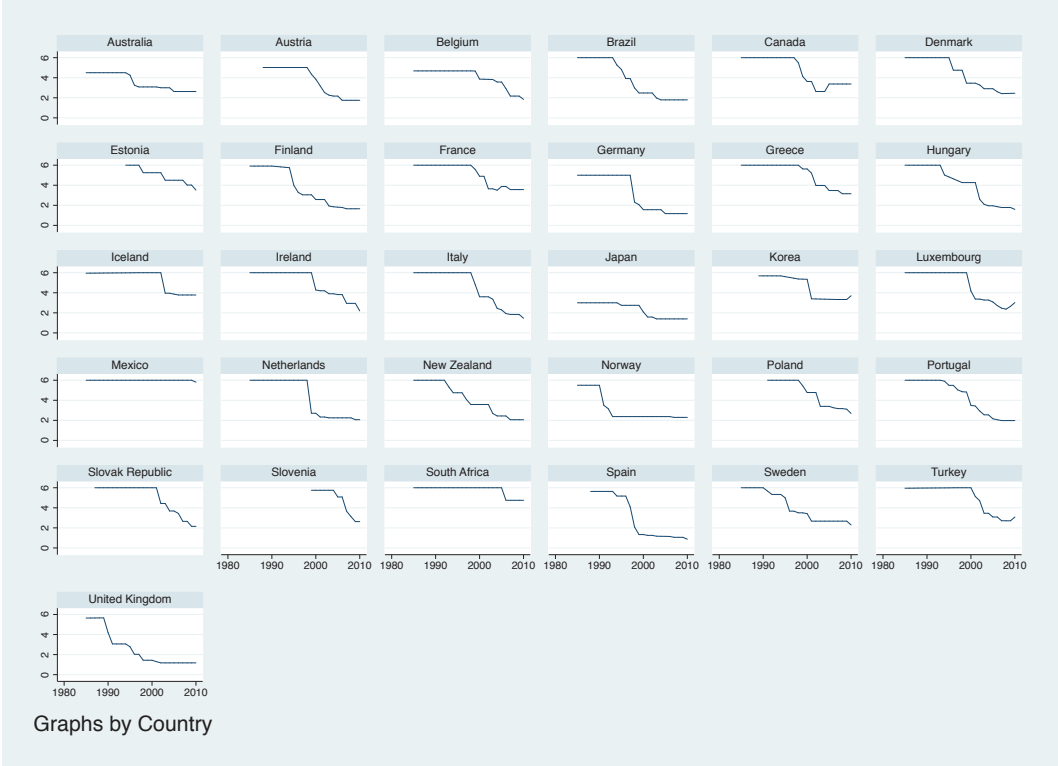 Australia Austria Belgium Brazil Canada Denmark
6
4
2
0
Estonia Finland France Germany Greece Hungary
6
4
2
0
Iceland Ireland Italy Japan Korea Luxembourg
6
4
2
0
Mexico Netherlands New Zealand Norway Poland Portugal
6
4
2
0
Slovak Republic Slovenia South Africa Spain Sweden Turkey
6
4
2
0
1980 1990 2000 2010 1980 1990 2000 2010 1980 1990 2000 2010 1980 1990 2000 2010 1980 1990 2000 2010
United Kingdom
6
4
2
0
1980 1990 2000 2010
Graphs by Country